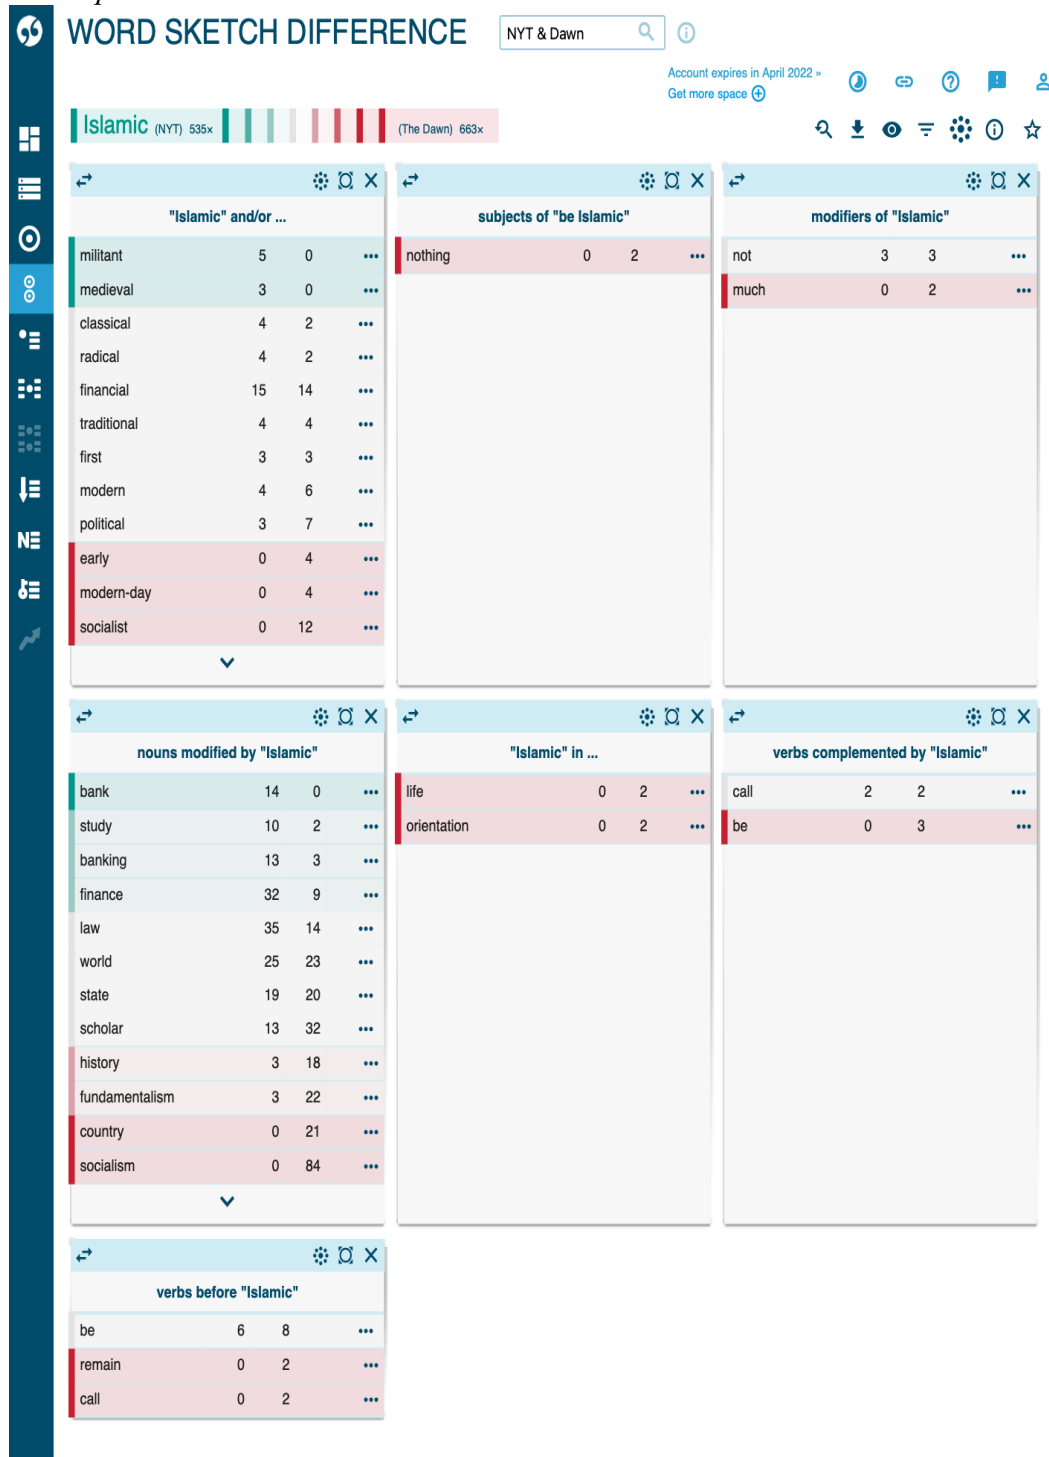 WORD SKETCH DIFFERENCE
NYT & Dawn
Account expires in April 2022 »
Get more space
Islamic (NYT) 535×
(The Dawn) 663×
"Islamic" and/or ...
militant 5 0
medieval 3 0
classical 4 2
radical 4 2
financial 15 14
traditional 4 4
first 3 3
modern 4 6
political 3 7
early 0 4
modern-day 0 4
socialist 0 12
subjects of "be Islamic"
nothing 0 2
modifiers of "Islamic"
not 3 3
much 0 2
nouns modified by "Islamic"
bank 14 0
study 10 2
banking 13 3
finance 32 9
law 35 14
world 25 23
state 19 20
scholar 13 32
history 3 18
fundamentalism 3 22
country 0 21
socialism 0 84
"Islamic" in ...
life 0 2
orientation 0 2
verbs complemented by "Islamic"
call 2 2
be 0 3
verbs before "Islamic"
be 6 8
remain 0 2
call 0 2